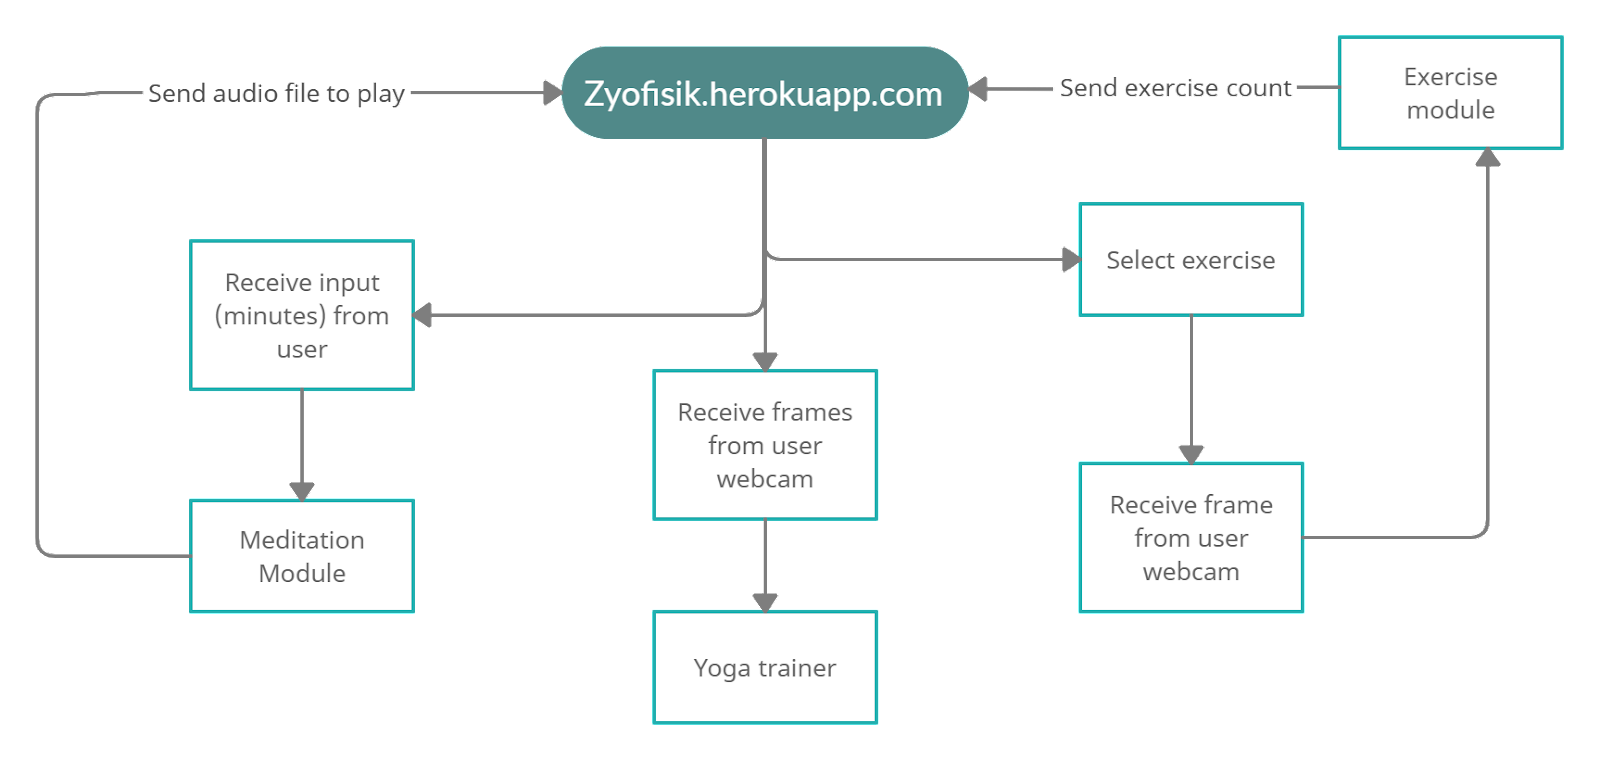 Send audio file to play
Zyofisik.herokuapp.com
Send exercise count
Exercise
module
Receive input
(minutes) from
user
Select exercise
Receive frames
from user
webcam
Meditation
Module
Receive frame
from user
webcam
Yoga trainer